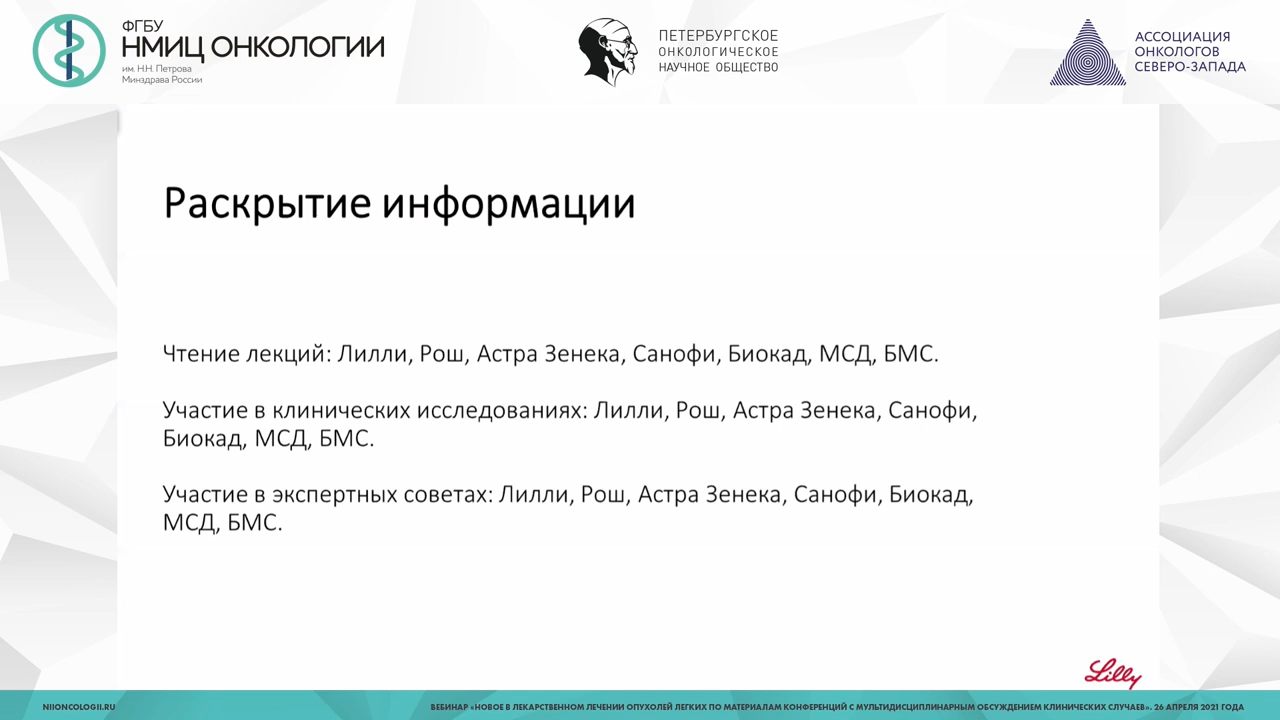 ФГБУ
НМИЦ ОНКОЛОГИИ
им. Н.Н. Петрова
Минздрава России
ПЕТЕРБУРГСКОЕ
ОНКОЛОГИЧЕСКОЕ
НАУЧНОЕ ОБЩЕСТВО
АССОЦИАЦИЯ
ОНКОЛОГОВ
СЕВЕРО-ЗАПАДА
Раскрытие информации
Чтение лекций: Лилли, Рош, Астра Зенека, Санофи, Биокад, МСД, БМС.
Участие в клинических исследованиях: Лилли, Рош, Астра Зенека, Санофи,
Биокад, МСД, БМС.
Участие в экспертных советах: Лилли, Рош, Астра Зенека, Санофи, Биокад,
МСД, БМС.
Lilly
NIIONCOLOGII.RU
ВЕБИНАР «НОВОЕ В ЛЕКАРСТВЕННОМ ЛЕЧЕНИИ ОПУХОЛЕЙ ЛЕГКИХ ПО МАТЕРИАЛАМ КОНФЕРЕНЦИЙ С МУЛЬТИДИСЦИПЛИНАРНЫМ ОБСУЖДЕНИЕМ КЛИНИЧЕСКИХ СЛУЧАЕВ». 26 АПРЕЛЯ 2021 ГОДА